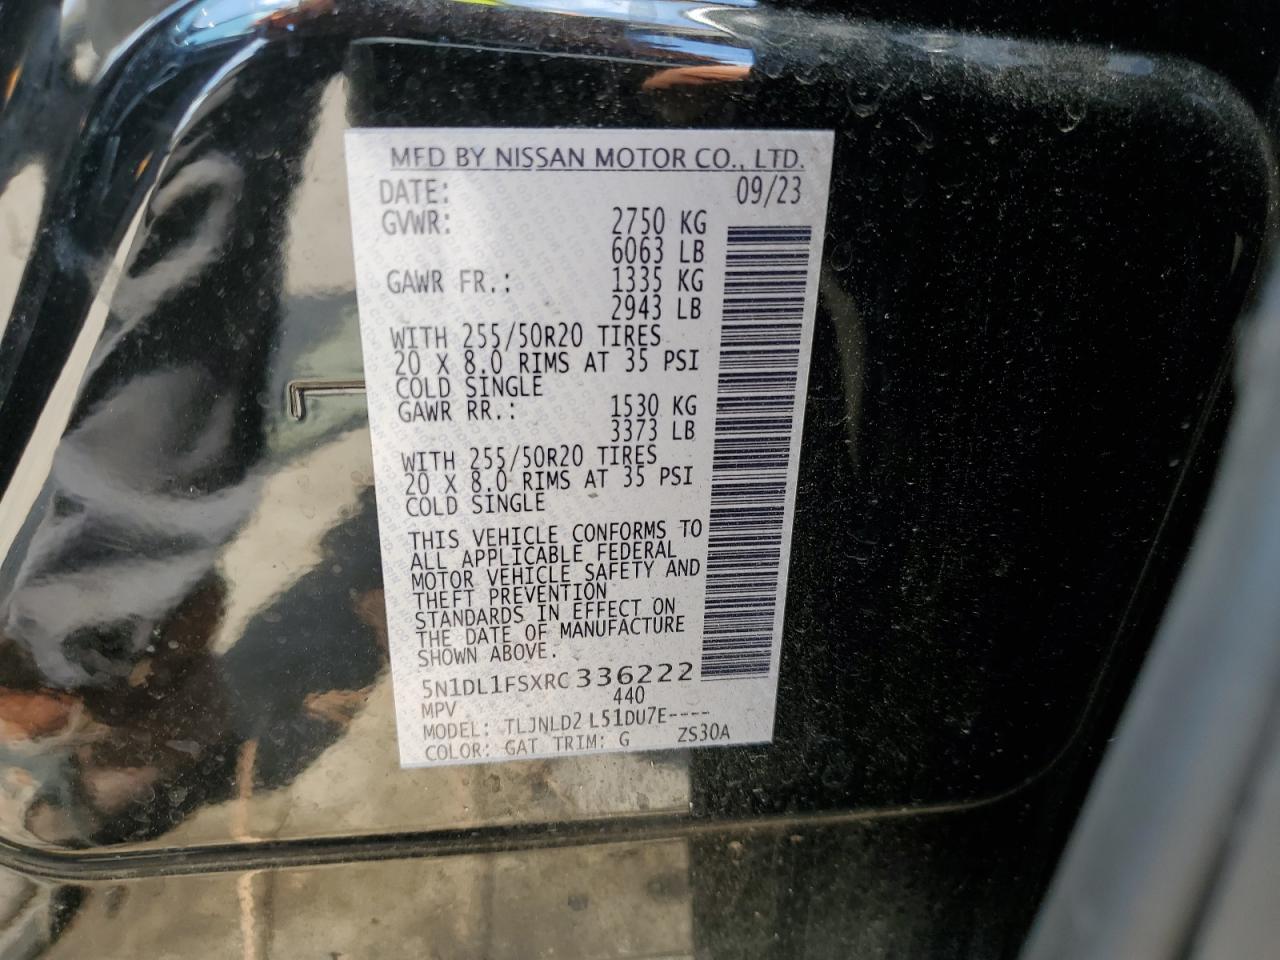 MFD BY NISSAN MOTOR CO., LTD.
DATE: 09/23
GVWR: 2750 KG
6063 LB
GAWR FR.: 1335 KG
2943 LB
WITH 255/50R20 TIRES
20 X 8.0 RIMS AT 35 PSI
COLD SINGLE
GAWR RR.: 1530 KG
3373 LB
WITH 255/50R20 TIRES
20 X 8.0 RIMS AT 35 PSI
COLD SINGLE
THIS VEHICLE CONFORMS TO
ALL APPLICABLE FEDERAL
MOTOR VEHICLE SAFETY AND
THEFT PREVENTION
STANDARDS IN EFFECT ON
THE DATE OF MANUFACTURE
SHOWN ABOVE.
5N1DL1FSXRC336222
MPV 440
MODEL: TLJNLD2 L51DU7E----
COLOR: GAT TRIM: G ZS30A